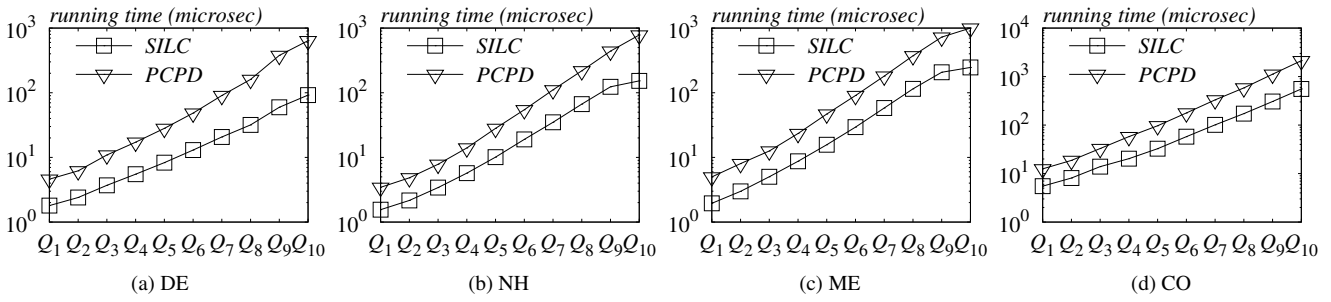 running time (microsec) running time (microsec) running time (microsec) running time (microsec)
10^3 10^3 10^3 10^4
SILC SILC SILC SILC
PCPD PCPD PCPD PCPD
10^3
10^2 10^2 10^2
10^2
10^1 10^1 10^1
10^1
10^0 10^0 10^0 10^0
Q1 Q2 Q3 Q4 Q5 Q6 Q7 Q8 Q9 Q10 Q1 Q2 Q3 Q4 Q5 Q6 Q7 Q8 Q9 Q10 Q1 Q2 Q3 Q4 Q5 Q6 Q7 Q8 Q9 Q10 Q1 Q2 Q3 Q4 Q5 Q6 Q7 Q8 Q9 Q10
(a) DE (b) NH (c) ME (d) CO